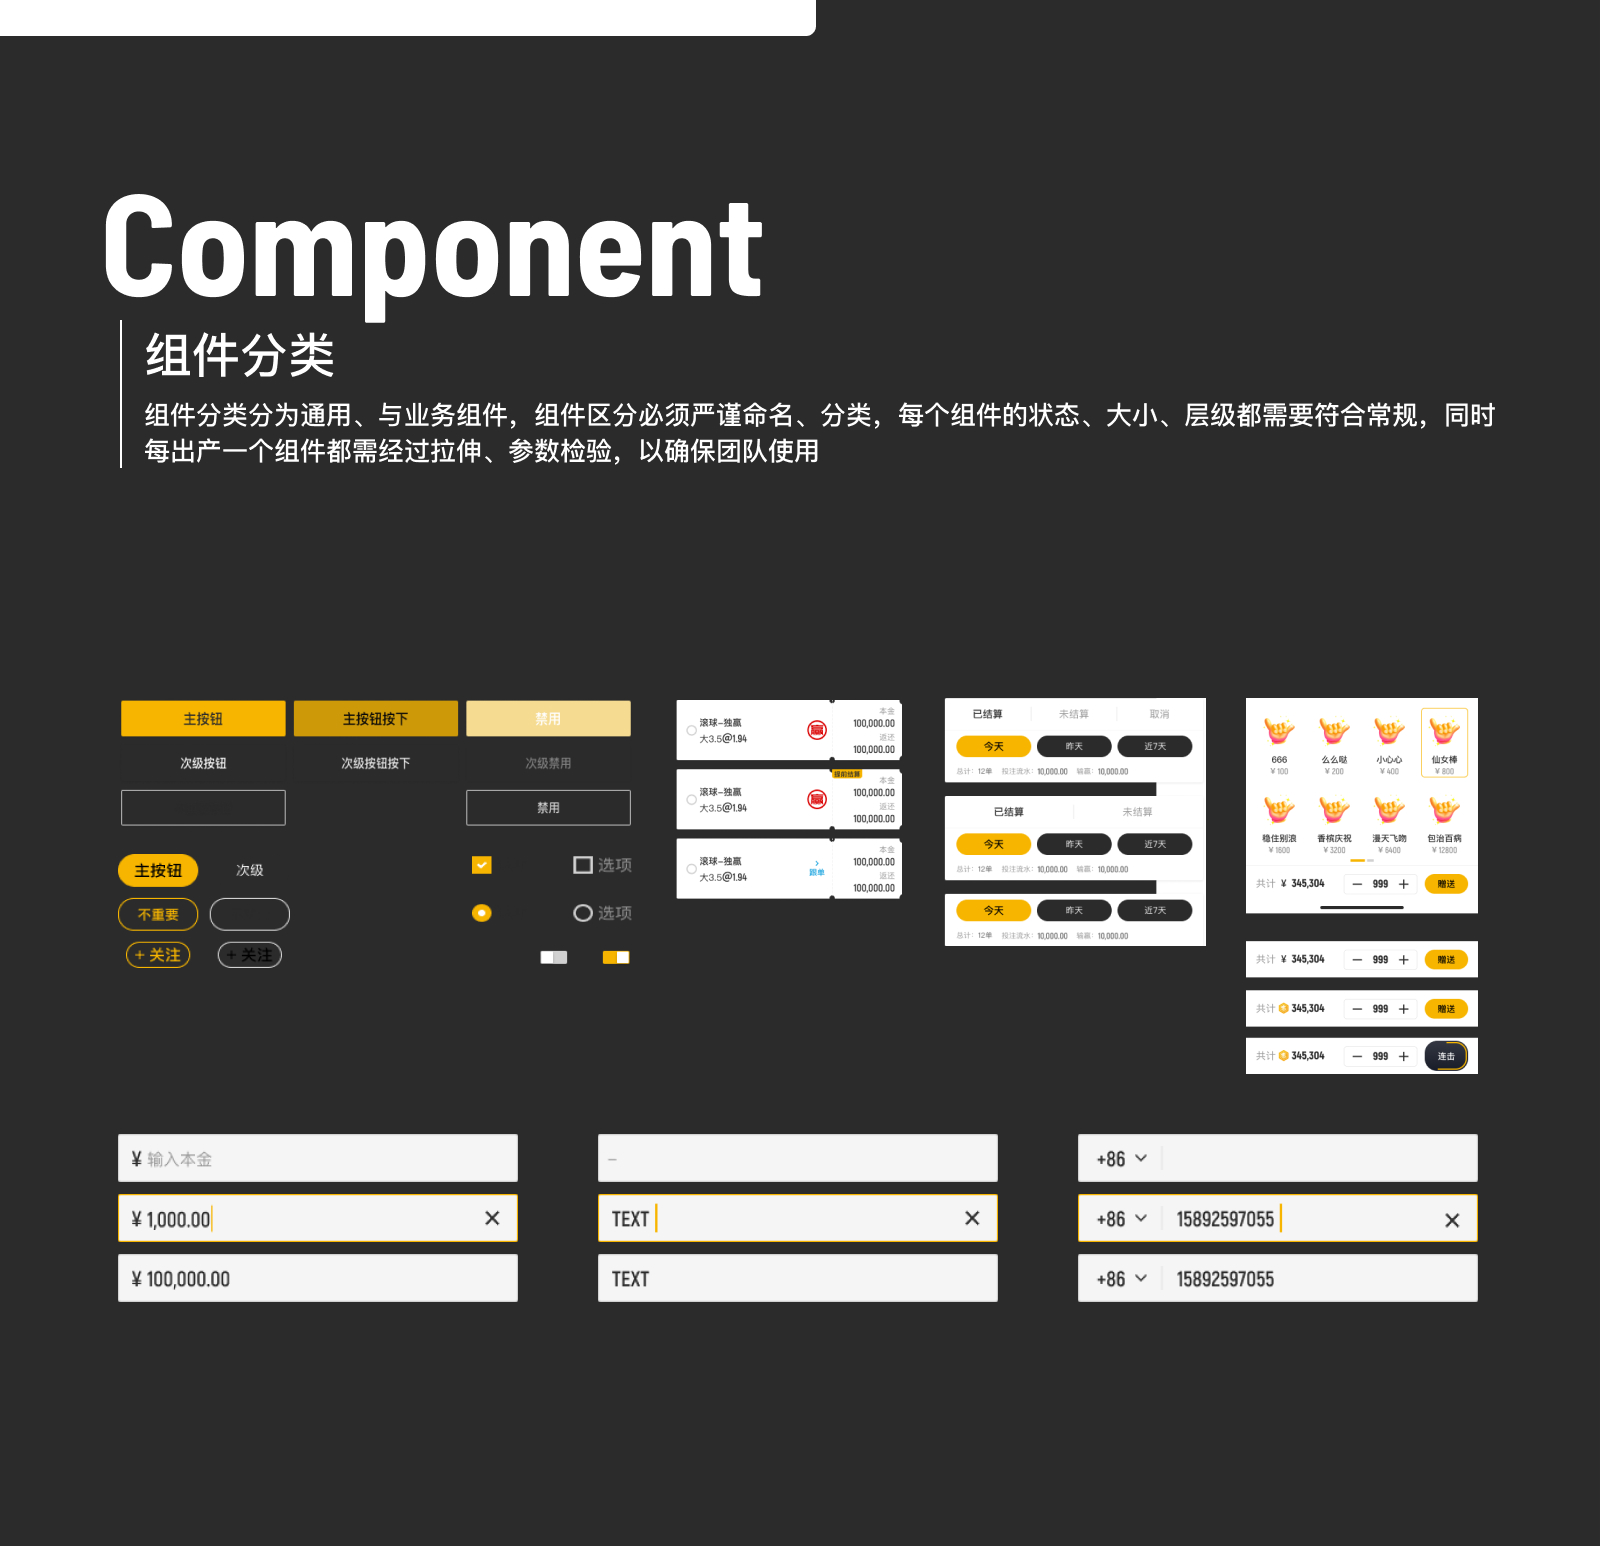 Component
组件分类
组件分类分为通用、与业务组件，组件区分必须严谨命名、分类，每个组件的状态、大小、层级都需要符合常规，同时
每出产一个组件都需经过拉伸、参数检验，以确保团队使用
主按钮 主按钮按下 禁用
次级按钮 次级按钮按下 次级禁用
禁用
主按钮 次级
不重要
+ 关注 + 关注
选项
选项
滚球-独赢
大3.5@1.94
赢
本金
100,000.00
返还
100,000.00
滚球-独赢
大3.5@1.94
赢
提前结算
本金
100,000.00
返还
100,000.00
滚球-独赢
大3.5@1.94
跟单
本金
100,000.00
返还
100,000.00
已结算 未结算 取消
今天 昨天 近7天
总计：12单 投注流水：10,000.00 输赢：10,000.00
已结算 未结算
今天 昨天 近7天
总计：12单 投注流水：10,000.00 输赢：10,000.00
今天 昨天 近7天
总计：12单 投注流水：10,000.00 输赢：10,000.00
666 么么哒 小心心 仙女棒
¥ 100 ¥ 200 ¥ 400 ¥ 800
稳住别浪 香槟庆祝 漫天飞吻 包治百病
¥ 1600 ¥ 3200 ¥ 6400 ¥ 12800
共计 ¥ 345,304 − 999 + 赠送
共计 ¥ 345,304 − 999 + 赠送
共计 345,304 − 999 + 赠送
共计 345,304 − 999 + 连击
¥ 输入本金
¥ 1,000.00
¥ 100,000.00
–
TEXT
TEXT
+86
+86 15892597055
+86 15892597055